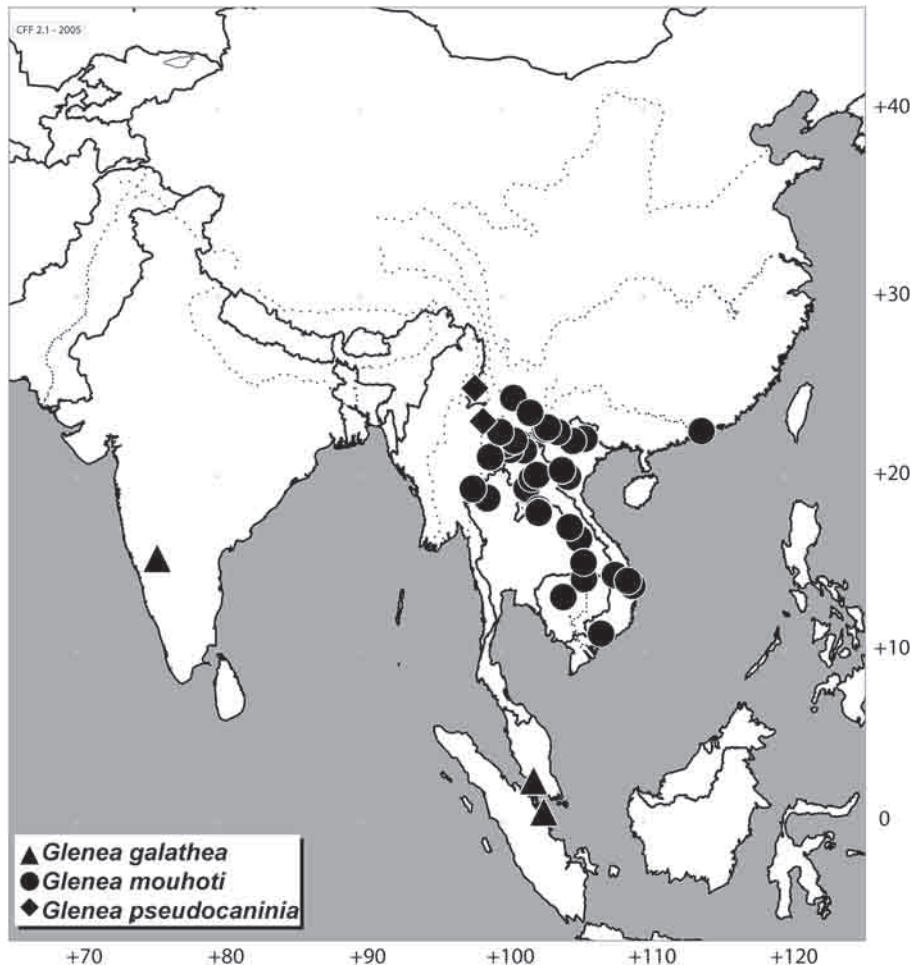 CFF 2.1 - 2005
+40
+30
+20
+10
0
Glenea galathea
Glenea mouhoti
Glenea pseudocaninia
+70 +80 +90 +100 +110 +120